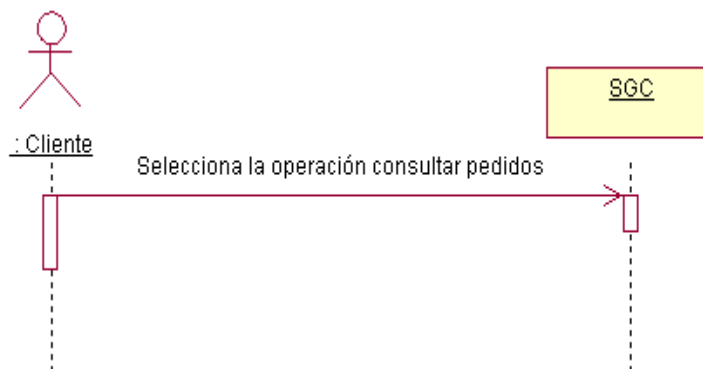 SGC
: Cliente
Selecciona la operación consultar pedidos